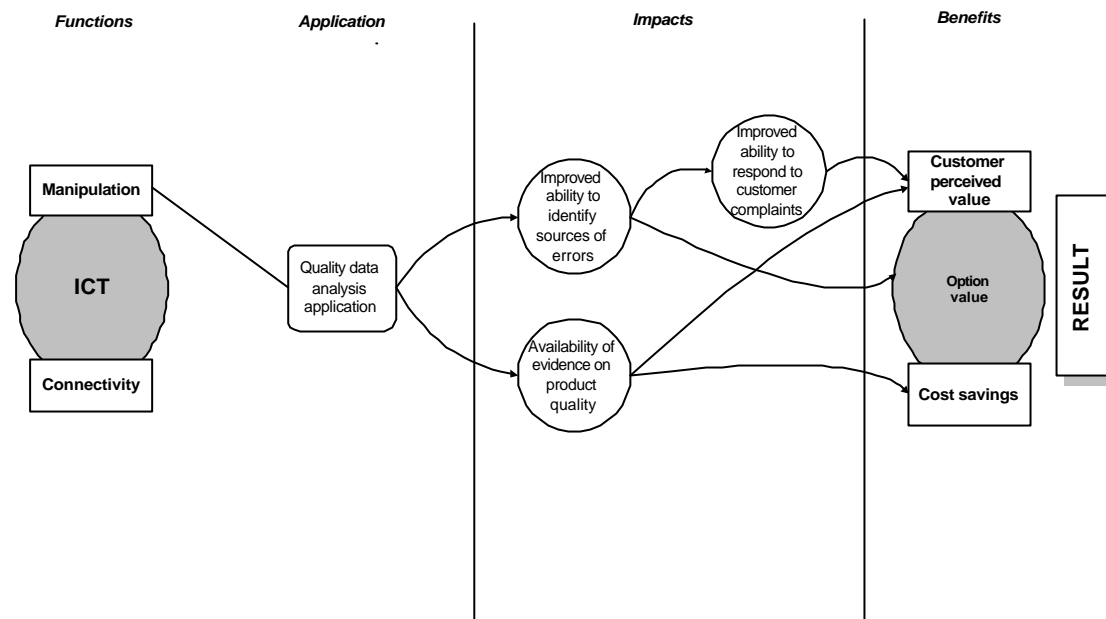 Functions
Application
.
Impacts
Benefits
Manipulation
ICT
Connectivity
Quality data
analysis
application
Improved
ability to
identify
sources of
errors
Availability of
evidence on
product
quality
Improved
ability to
respond to
customer
complaints
Customer
perceived
value
Option
value
Cost savings
RESULT